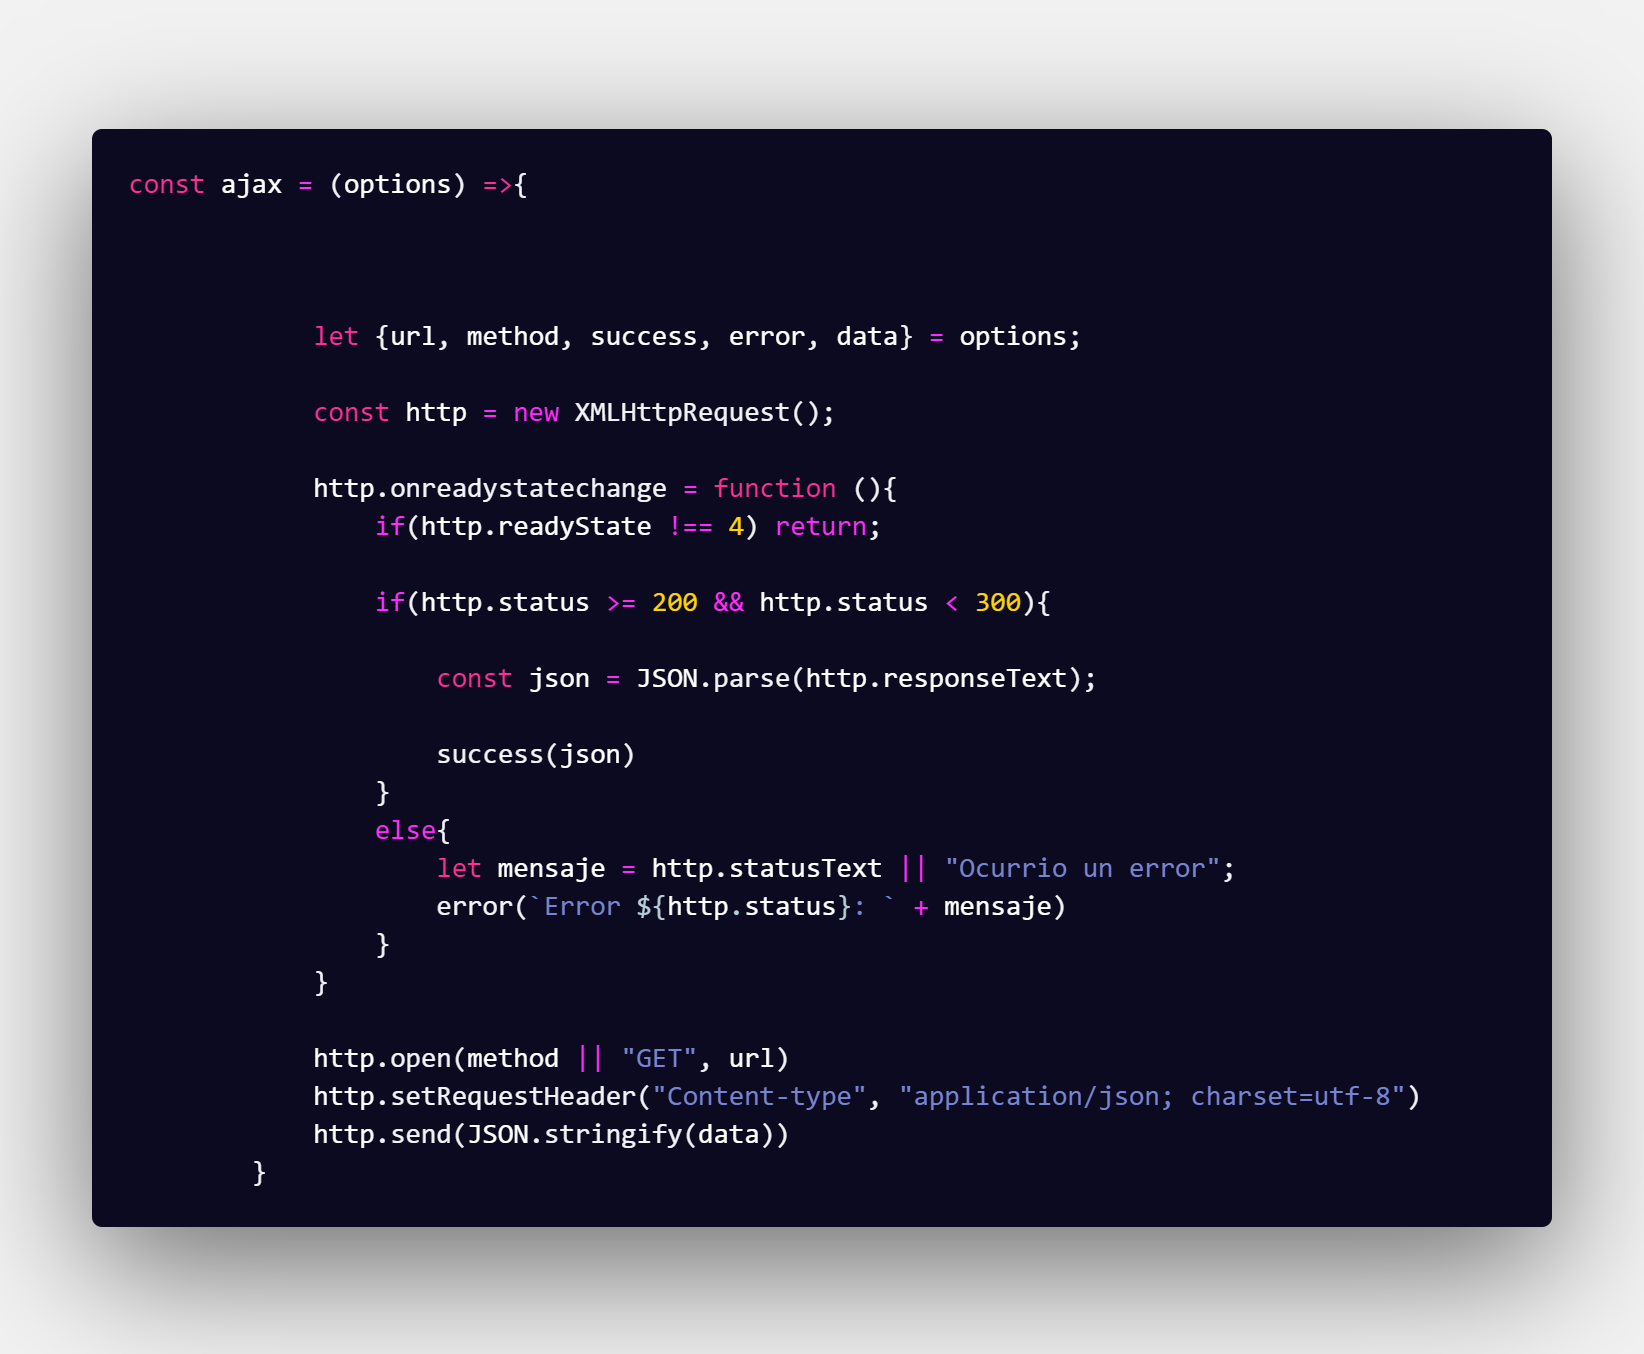 const ajax = (options) =>{
let {url, method, success, error, data} = options;
const http = new XMLHttpRequest();
http.onreadystatechange = function (){
if(http.readyState !== 4) return;
if(http.status >= 200 && http.status < 300){
const json = JSON.parse(http.responseText);
success(json)
}
else{
let mensaje = http.statusText || "Ocurrio un error";
error(`Error ${http.status}: ` + mensaje)
}
}
http.open(method || "GET", url)
http.setRequestHeader("Content-type", "application/json; charset=utf-8")
http.send(JSON.stringify(data))
}